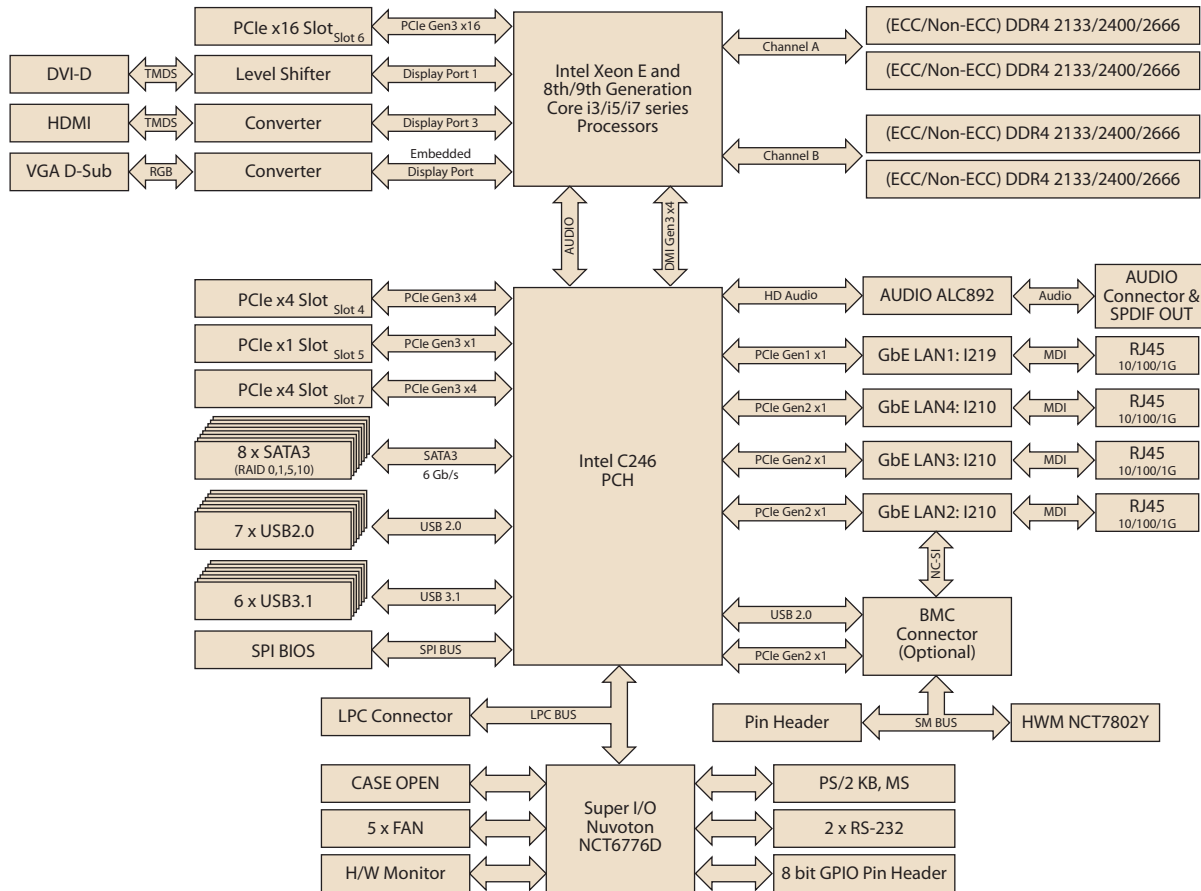 PCIe x16 Slot Slot 6
PCIe Gen3 x16
DVI-D
TMDS
Level Shifter
Display Port 1
HDMI
TMDS
Converter
Display Port 3
VGA D-Sub
RGB
Converter
Embedded
Display Port
Intel Xeon E and
8th/9th Generation
Core i3/i5/i7 series
Processors
Channel A
(ECC/Non-ECC) DDR4 2133/2400/2666
(ECC/Non-ECC) DDR4 2133/2400/2666
Channel B
(ECC/Non-ECC) DDR4 2133/2400/2666
(ECC/Non-ECC) DDR4 2133/2400/2666
AUDIO
DMI Gen3 x4
PCIe x4 Slot Slot 4
PCIe Gen3 x4
PCIe x1 Slot Slot 5
PCIe Gen3 x1
PCIe x4 Slot Slot 7
PCIe Gen3 x4
8 x SATA3
(RAID 0,1,5,10)
SATA3
6 Gb/s
7 x USB2.0
USB 2.0
6 x USB3.1
USB 3.1
SPI BIOS
SPI BUS
Intel C246
PCH
HD Audio
AUDIO ALC892
Audio
AUDIO
Connector &
SPDIF OUT
PCIe Gen1 x1
GbE LAN1: I219
MDI
RJ45
10/100/1G
PCIe Gen2 x1
GbE LAN4: I210
MDI
RJ45
10/100/1G
PCIe Gen2 x1
GbE LAN3: I210
MDI
RJ45
10/100/1G
PCIe Gen2 x1
GbE LAN2: I210
MDI
RJ45
10/100/1G
NC-SI
USB 2.0
PCIe Gen2 x1
BMC
Connector
(Optional)
LPC Connector
LPC BUS
Pin Header
SM BUS
HWM NCT7802Y
CASE OPEN
5 x FAN
H/W Monitor
Super I/O
Nuvoton
NCT6776D
PS/2 KB, MS
2 x RS-232
8 bit GPIO Pin Header